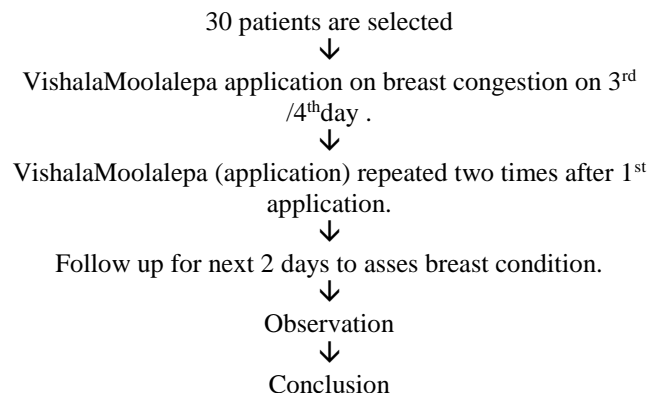 30 patients are selected
↓
VishalaMoolalepa application on breast congestion on 3rd
/4thday .
↓
VishalaMoolalepa (application) repeated two times after 1st
application.
↓
Follow up for next 2 days to asses breast condition.
↓
Observation
↓
Conclusion